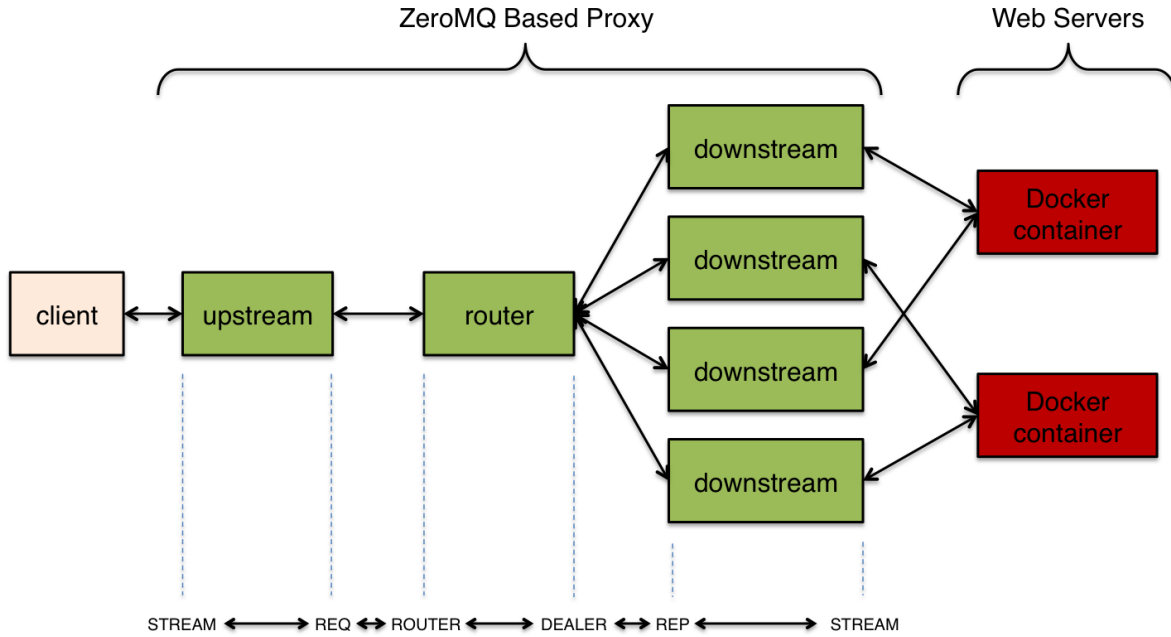 ZeroMQ Based Proxy
Web Servers
downstream
Docker
container
downstream
client
upstream
router
downstream
Docker
container
downstream
STREAM
REQ
ROUTER
DEALER
REP
STREAM